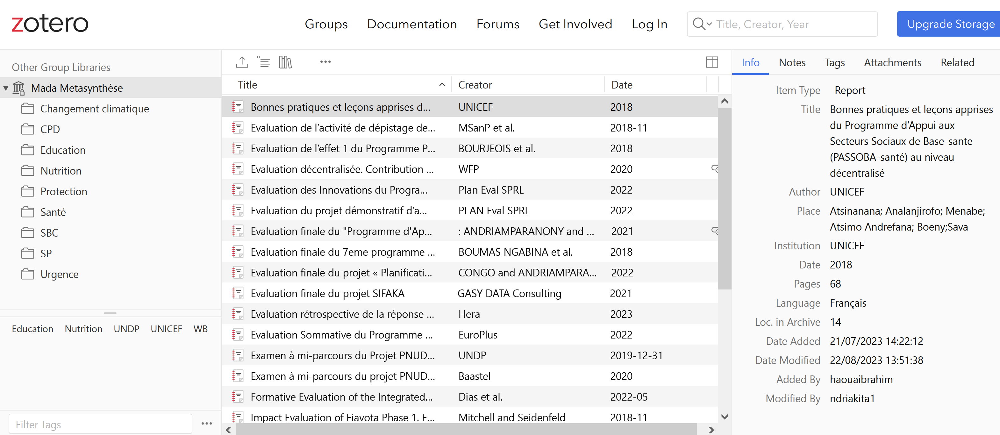 zotero
Groups
Documentation
Forums
Get Involved
Log In
Title, Creator, Year
Upgrade Storage
Other Group Libraries
Mada Metasynthèse
Changement climatique
CPD
Education
Nutrition
Protection
Santé
SBC
SP
Urgence
Education Nutrition UNDP UNICEF WB
Filter Tags
Title Creator Date
Bonnes pratiques et leçons apprises d... UNICEF 2018
Evaluation de l’activité de dépistage de... MSanP et al. 2018-11
Evaluation de l’effet 1 du Programme P... BOURJEOIS et al. 2018
Evaluation décentralisée. Contribution ... WFP 2020
Evaluation des Innovations du Progra... Plan Eval SPRL 2022
Evaluation du projet démonstratif d’a... PLAN Eval SPRL 2022
Evaluation finale du "Programme d'Ap... : ANDRIAMPARANONY and ... 2021
Evaluation finale du 7eme programme ... BOUMAS NGABINA et al. 2018
Evaluation finale du projet « Planificati... CONGO and ANDRIAMPARA... 2022
Evaluation finale du projet SIFAKA GASY DATA Consulting 2021
Evaluation rétrospective de la réponse ... Hera 2023
Evaluation Sommative du Programme ... EuroPlus 2022
Examen à mi-parcours du Projet PNUD... UNDP 2019-12-31
Examen à mi-parcours du projet PNUD... Baastel 2020
Formative Evaluation of the Integrated... Dias et al. 2022-05
Impact Evaluation of Fiavota Phase 1. E... Mitchell and Seidenfeld 2018-11
Info Notes Tags Attachments Related
Item Type Report
Title Bonnes pratiques et leçons apprises
du Programme d’Appui aux
Secteurs Sociaux de Base-sante
(PASSOBA-santé) au niveau
décentralisé
Author UNICEF
Place Atsinanana; Analanjirofo; Menabe;
Atsimo Andrefana; Boeny;Sava
Institution UNICEF
Date 2018
Pages 68
Language Français
Loc. in Archive 14
Date Added 21/07/2023 14:22:12
Date Modified 22/08/2023 13:51:38
Added By haouaibrahim
Modified By ndriakita1